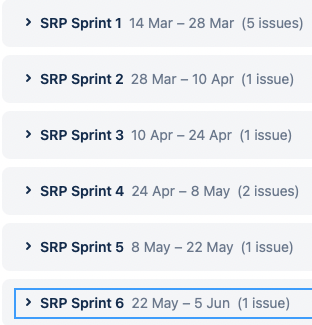 SRP Sprint 1 14 Mar – 28 Mar (5 issues)
SRP Sprint 2 28 Mar – 10 Apr (1 issue)
SRP Sprint 3 10 Apr – 24 Apr (1 issue)
SRP Sprint 4 24 Apr – 8 May (2 issues)
SRP Sprint 5 8 May – 22 May (1 issue)
SRP Sprint 6 22 May – 5 Jun (1 issue)